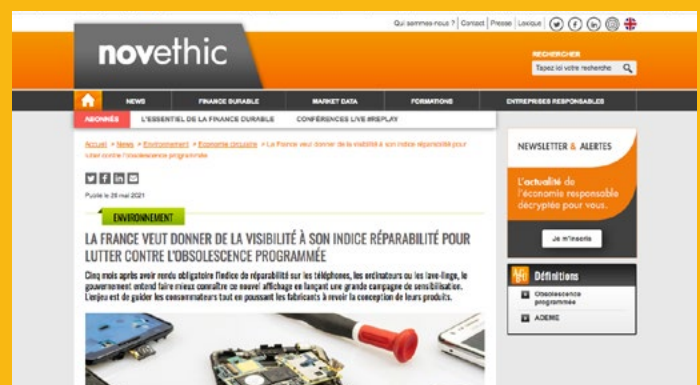 Qui sommes-nous ? | Contact | Presse | Lexique
novethic
RECHERCHER
Tapez ici votre recherche
NEWS
FINANCE DURABLE
MARKET DATA
FORMATIONS
ENTREPRISES RESPONSABLES
ABONNÉS
L'ESSENTIEL DE LA FINANCE DURABLE
CONFÉRENCES LIVE #REPLAY
Accueil > News > Environnement > Economie circulaire > La France veut donner de la visibilité à son indice réparabilité pour
lutter contre l'obsolescence programmée
Publié le 26 mai 2021
ENVIRONNEMENT
LA FRANCE VEUT DONNER DE LA VISIBILITÉ À SON INDICE RÉPARABILITÉ POUR
LUTTER CONTRE L'OBSOLESCENCE PROGRAMMÉE
Cinq mois après avoir rendu obligatoire l'indice de réparabilité sur les téléphones, les ordinateurs ou les lave-linge, le
gouvernement entend faire mieux connaître ce nouvel affichage en lançant une grande campagne de sensibilisation.
L'enjeu est de guider les consommateurs tout en poussant les fabricants à revoir la conception de leurs produits.
NEWSLETTER & ALERTES
L'actualité de
l'économie responsable
décryptée pour vous.
Je m'inscris
Définitions
Obsolescence
programmée
ADEME